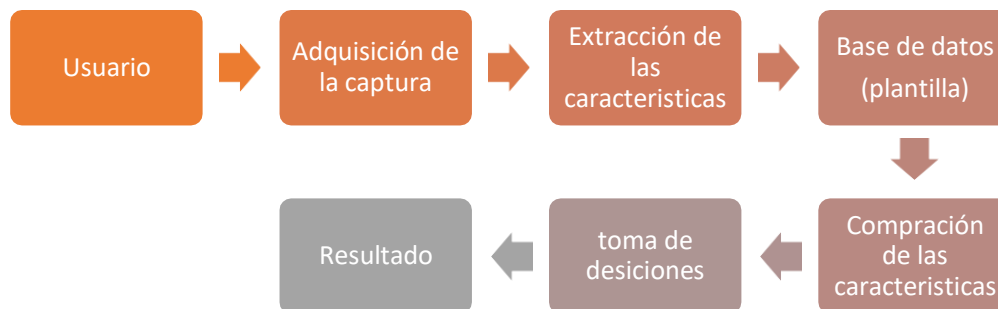 Usuario
Adquisición de
la captura
Extracción de
las
caracteristicas
Base de datos
(plantilla)
Compración
de las
caracteristicas
toma de
desiciones
Resultado